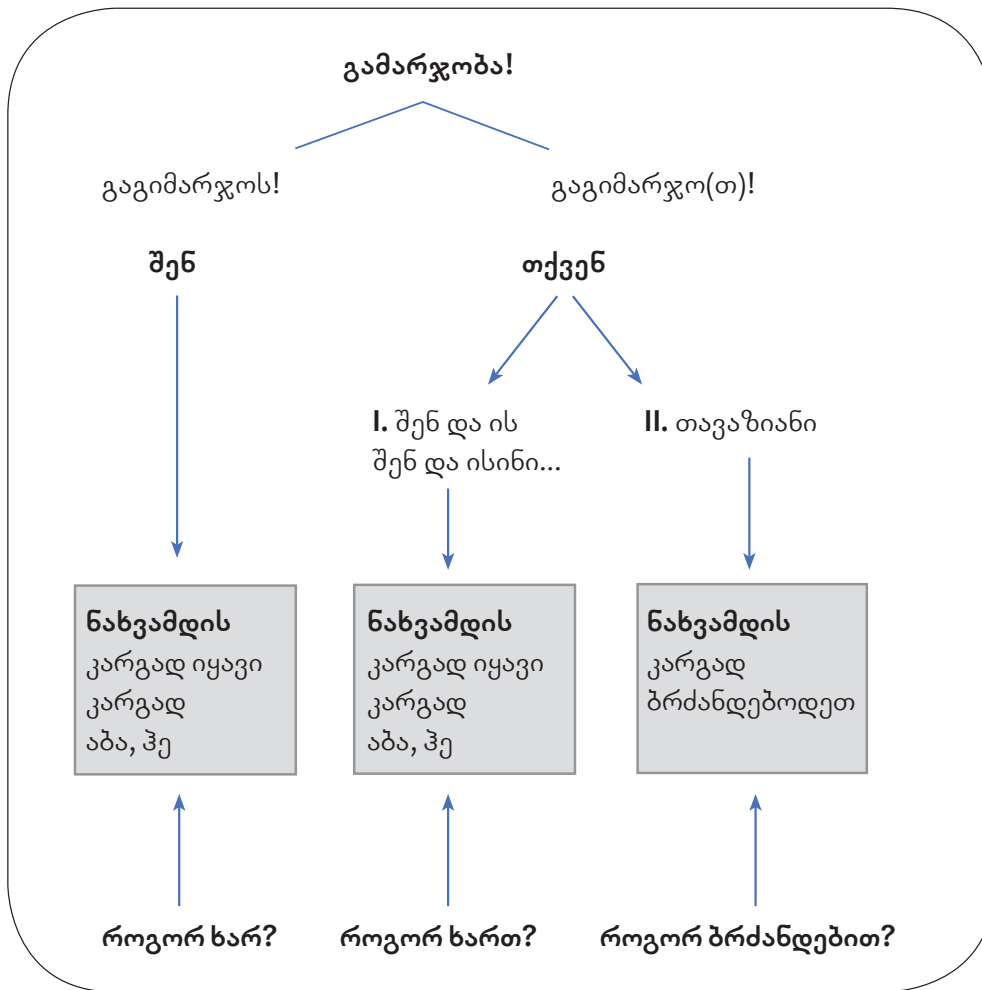 გამარჯობა!
გაგიმარჯოს!
გაგიმარჯო(თ)!
შენ
თქვენ
I. შენ და ის
შენ და ისინი...
II. თავაზიანი
ნახვამდის
კარგად იყავი
კარგად
აბა, ჰე
ნახვამდის
კარგად იყავი
კარგად
აბა, ჰე
ნახვამდის
კარგად
ბრძანდებოდეთ
როგორ ხარ?
როგორ ხართ?
როგორ ბრძანდებით?